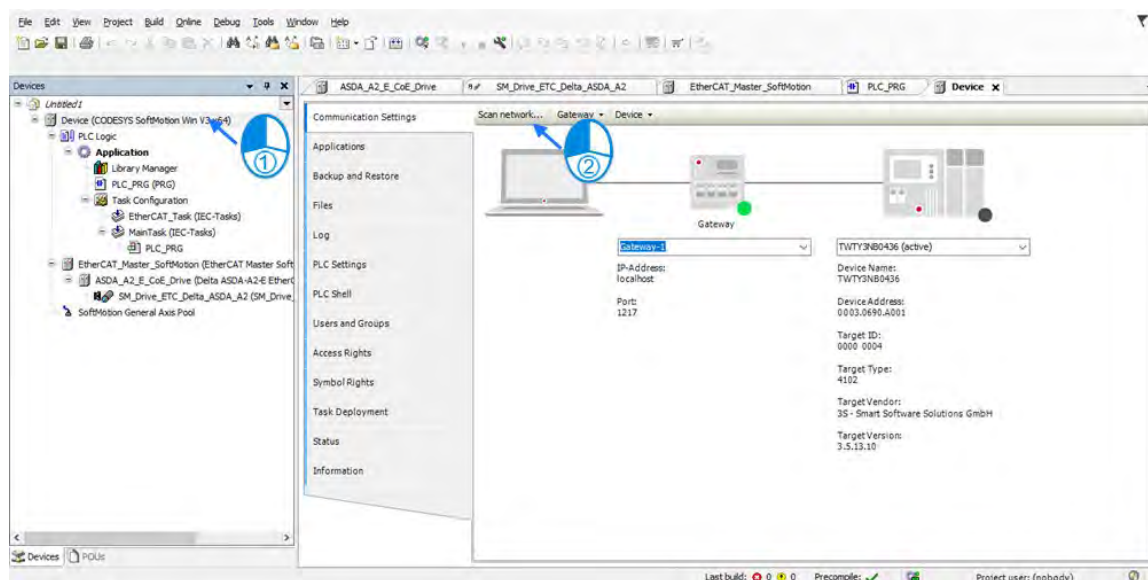 File Edit View Project Build Online Debug Tools Window Help
Devices
Untitled1
Device (CODESYS SoftMotion Win V3 x64)
PLC Logic
Application
Library Manager
PLC_PRG (PRG)
Task Configuration
EtherCAT_Task (IEC-Tasks)
MainTask (IEC-Tasks)
PLC_PRG
EtherCAT_Master_SoftMotion (EtherCAT Master Soft
ASDA_A2_E_CoE_Drive (Delta ASDA-A2-E EtherC
SM_Drive_ETC_Delta_ASDA_A2 (SM_Drive_
SoftMotion General Axis Pool
①
Devices POUs
ASDA_A2_E_CoE_Drive SM_Drive_ETC_Delta_ASDA_A2 EtherCAT_Master_SoftMotion PLC_PRG Device x
Communication Settings
Applications
Backup and Restore
Files
Log
PLC Settings
PLC Shell
Users and Groups
Access Rights
Symbol Rights
Task Deployment
Status
Information
Scan network... Gateway Device
②
Gateway
Gateway-1
IP-Address:
localhost
Port:
1217
TWTY3NB0436 (active)
Device Name:
TWTY3NB0436
Device Address:
0003.0690.A001
Target ID:
0000 0004
Target Type:
4102
Target Vendor:
3S - Smart Software Solutions GmbH
Target Version:
3.5.13.10
Last build: 0 0 Precompile: Project user: (nobody)